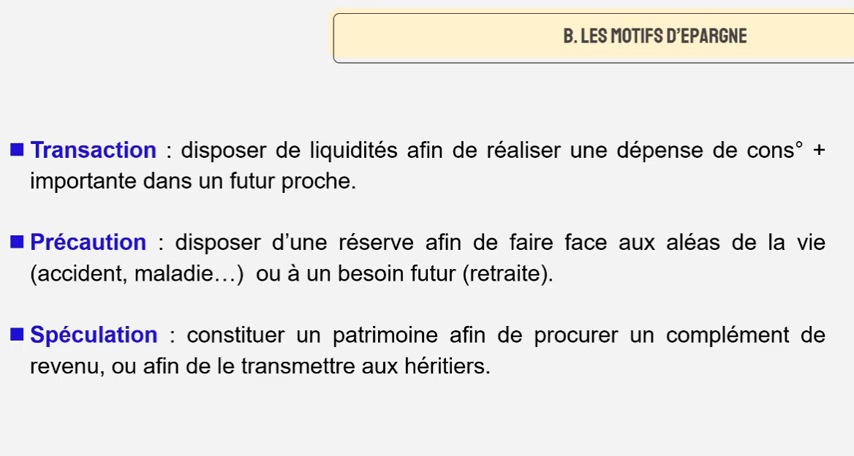 B. LES MOTIFS D'EPARGNE
Transaction : disposer de liquidités afin de réaliser une dépense de cons° +
importante dans un futur proche.
Précaution : disposer d'une réserve afin de faire face aux aléas de la vie
(accident, maladie…) ou à un besoin futur (retraite).
Spéculation : constituer un patrimoine afin de procurer un complément de
revenu, ou afin de le transmettre aux héritiers.